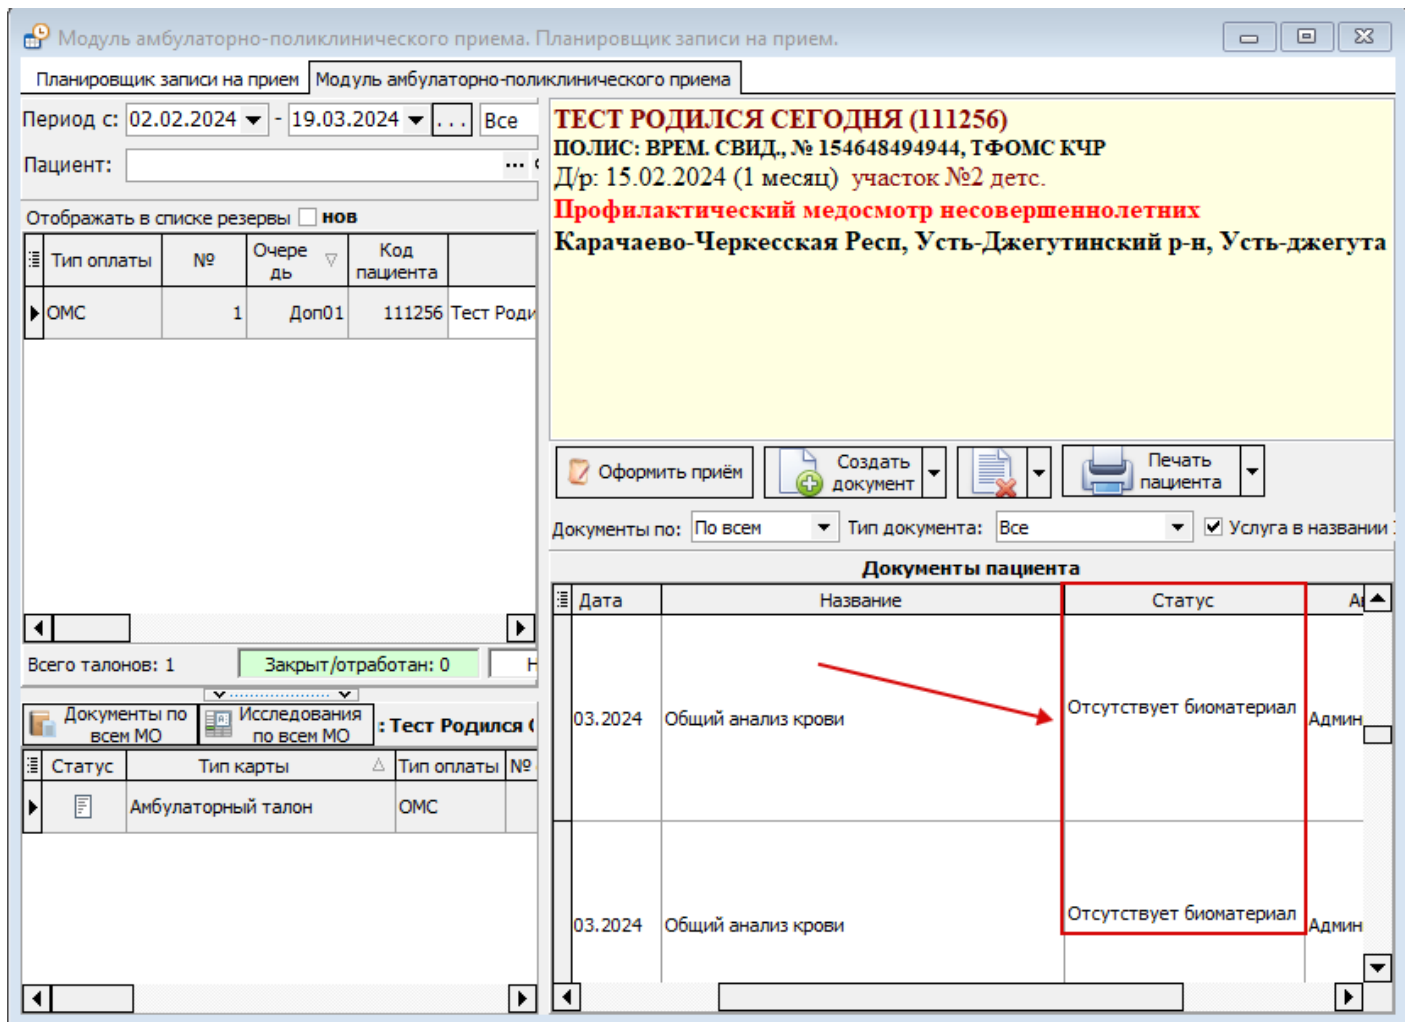 Модуль амбулаторно-поликлинического приема. Планировщик записи на прием.
Планировщик записи на прием Модуль амбулаторно-поликлинического приема
Период с: 02.02.2024 - 19.03.2024 ... Все
Пациент: ...
Отображать в списке резервы нов
Тип оплаты № Очере дь Код пациента
ОМС 1 Доп01 111256 Тест Роди
Всего талонов: 1 Закрыт/отработан: 0 Н
Документы по всем МО Исследования по всем МО : Тест Родился
Статус Тип карты Тип оплаты №
Амбулаторный талон ОМС
ТЕСТ РОДИЛСЯ СЕГОДНЯ (111256)
ПОЛИС: ВРЕМ. СВИД., № 154648494944, ТФОМС КЧР
Д/р: 15.02.2024 (1 месяц) участок №2 детс.
Профилактический медосмотр несовершеннолетних
Карачаево-Черкесская Респ, Усть-Джегутинский р-н, Усть-джегута
Оформить приём Создать документ Печать пациента
Документы по: По всем Тип документа: Все Услуга в названии
Документы пациента
Дата Название Статус
03.2024 Общий анализ крови Отсутствует биоматериал Админ
03.2024 Общий анализ крови Отсутствует биоматериал Админ